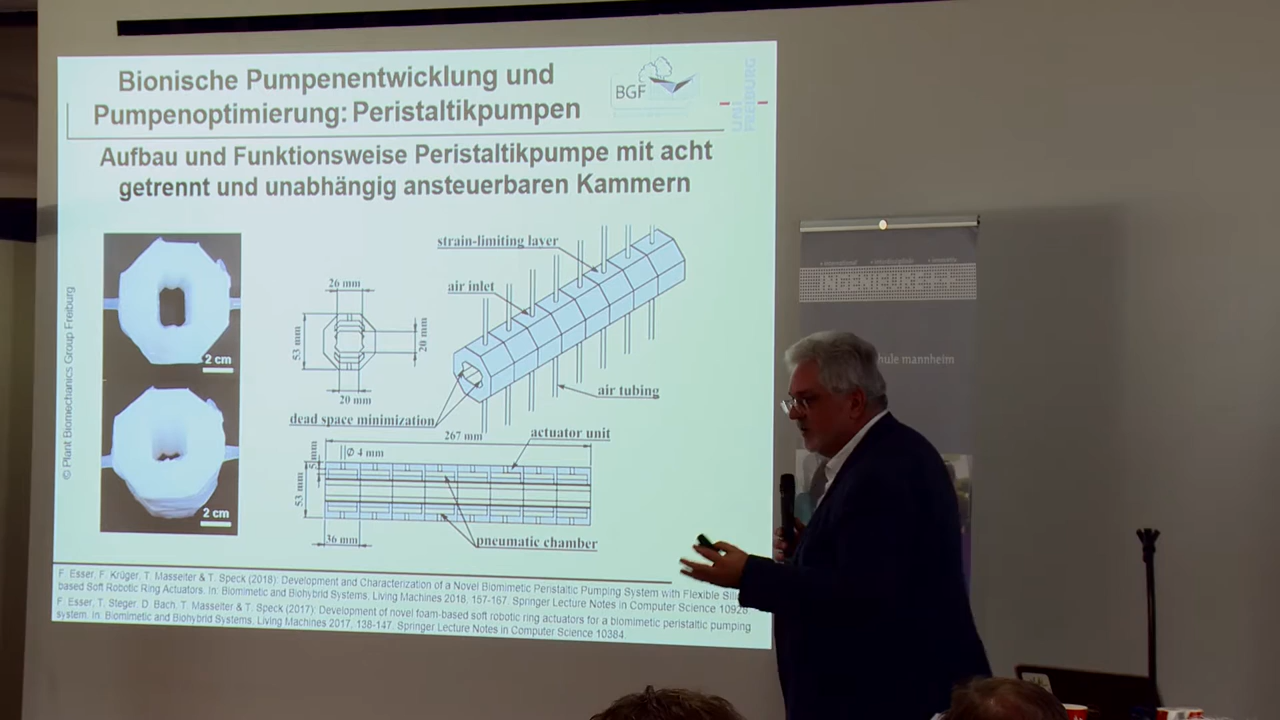 Bionische Pumpenentwicklung und
Pumpenoptimierung: Peristaltikpumpen
BGF
UNI
FREIBURG
Aufbau und Funktionsweise Peristaltikpumpe mit acht
getrennt und unabhängig ansteuerbaren Kammern
© Plant Biomechanics Group Freiburg
2 cm
2 cm
26 mm
53 mm
20 mm
20 mm
strain-limiting layer
air inlet
air tubing
dead space minimization
267 mm
actuator unit
5 mm
Ø 4 mm
53 mm
36 mm
pneumatic chamber
F. Esser, F. Krüger, T. Masselter & T. Speck (2018): Development and Characterization of a Novel Biomimetic Peristaltic Pumping System with Flexible
based Soft Robotic Ring Actuators. In: Biomimetic and Biohybrid Systems, Living Machines 2018, 157-167. Springer Lecture Notes in Computer Science 10928
F. Esser, T. Steger, D. Bach, T. Masselter & T. Speck (2017): Development of novel foam-based soft robotic ring actuators for a biomimetic peristaltic pumping
system. In: Biomimetic and Biohybrid Systems, Living Machines 2017, 138-147. Springer Lecture Notes in Computer Science 10384.
international
hule mannheim